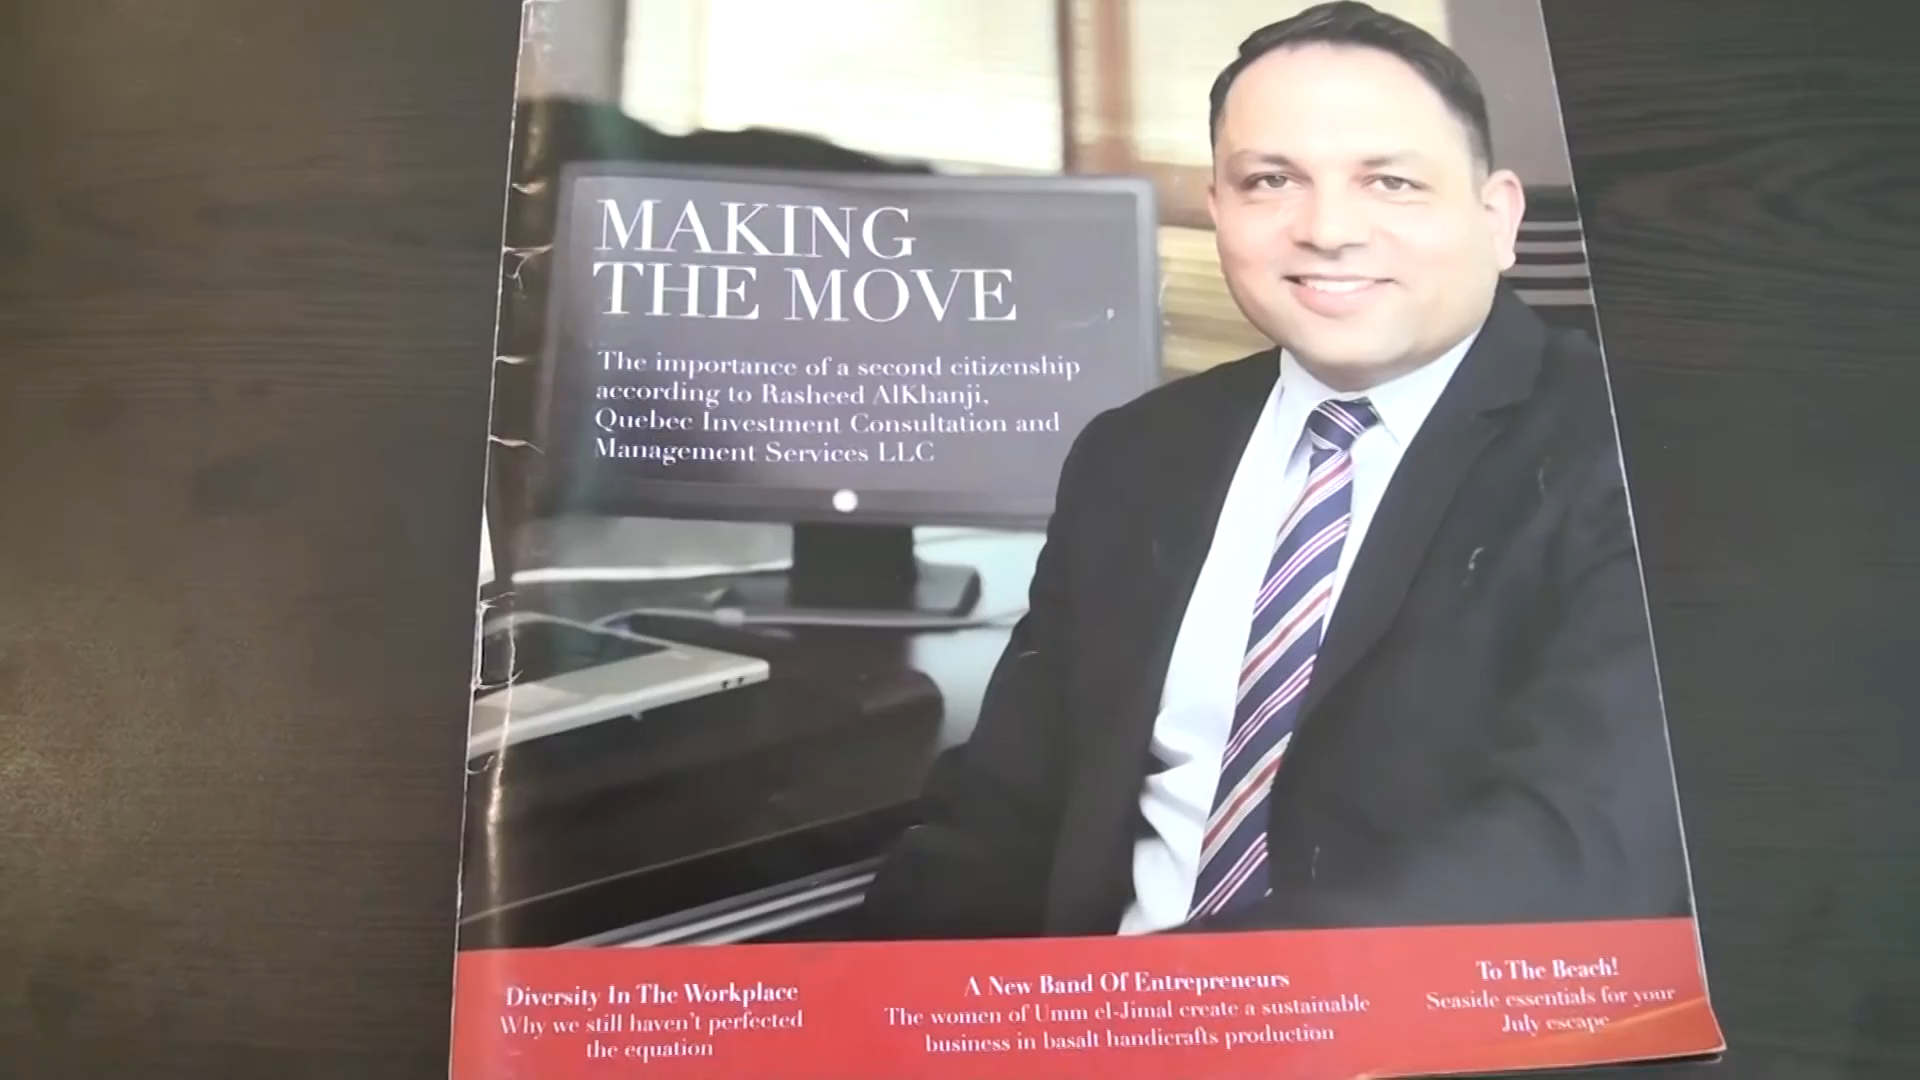 MAKING
THE MOVE
The importance of a second citizenship
according to Rasheed AlKhanji,
Quebec Investment Consultation and
Management Services LLC
Diversity In The Workplace
Why we still haven't perfected
the equation
A New Band Of Entrepreneurs
The women of Umm el-Jimal create a sustainable
business in basalt handicrafts production
To The Beach!
Seaside essentials for your
July escape